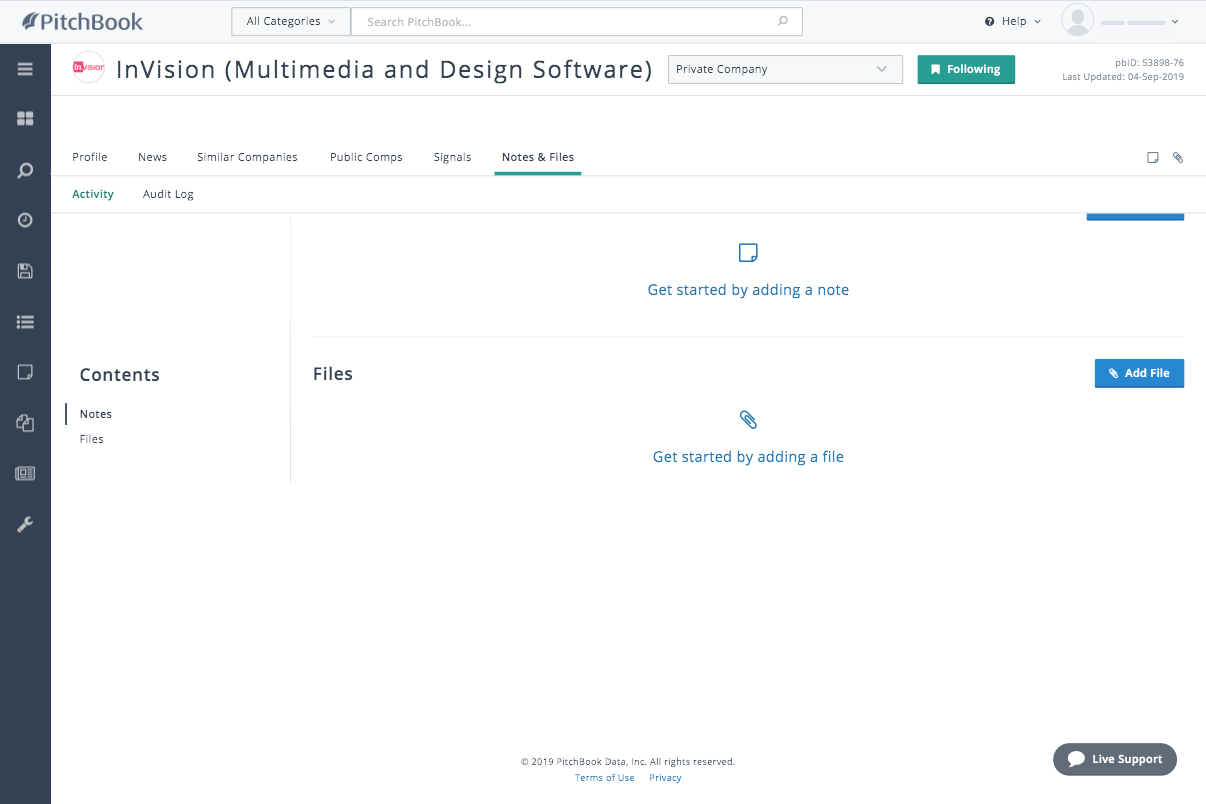 PitchBook
All Categories
Search PitchBook...
Help
InVision
InVision (Multimedia and Design Software)
Private Company
Following
pbID: 53898-76
Last Updated: 04-Sep-2019
Profile
News
Similar Companies
Public Comps
Signals
Notes & Files
Activity
Audit Log
Get started by adding a note
Contents
Notes
Files
Files
Add File
Get started by adding a file
© 2019 PitchBook Data, Inc. All rights reserved.
Terms of Use
Privacy
Live Support